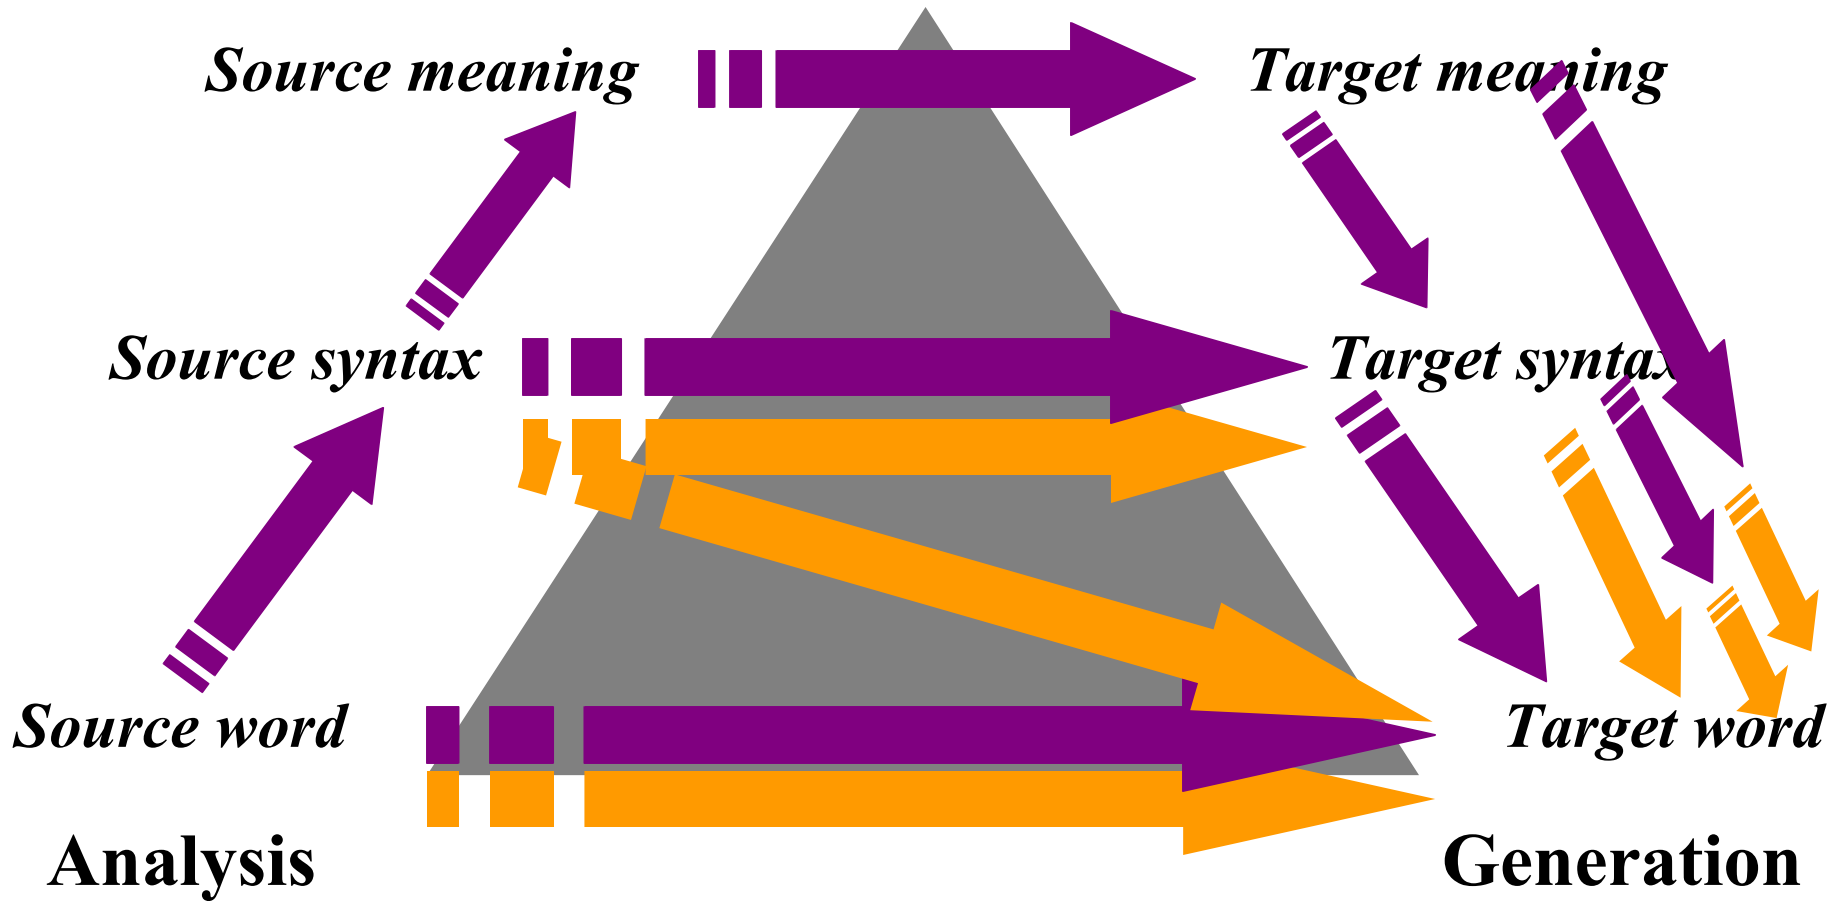 Source meaning
Target meaning
Source syntax
Target syntax
Source word
Target word
Analysis
Generation